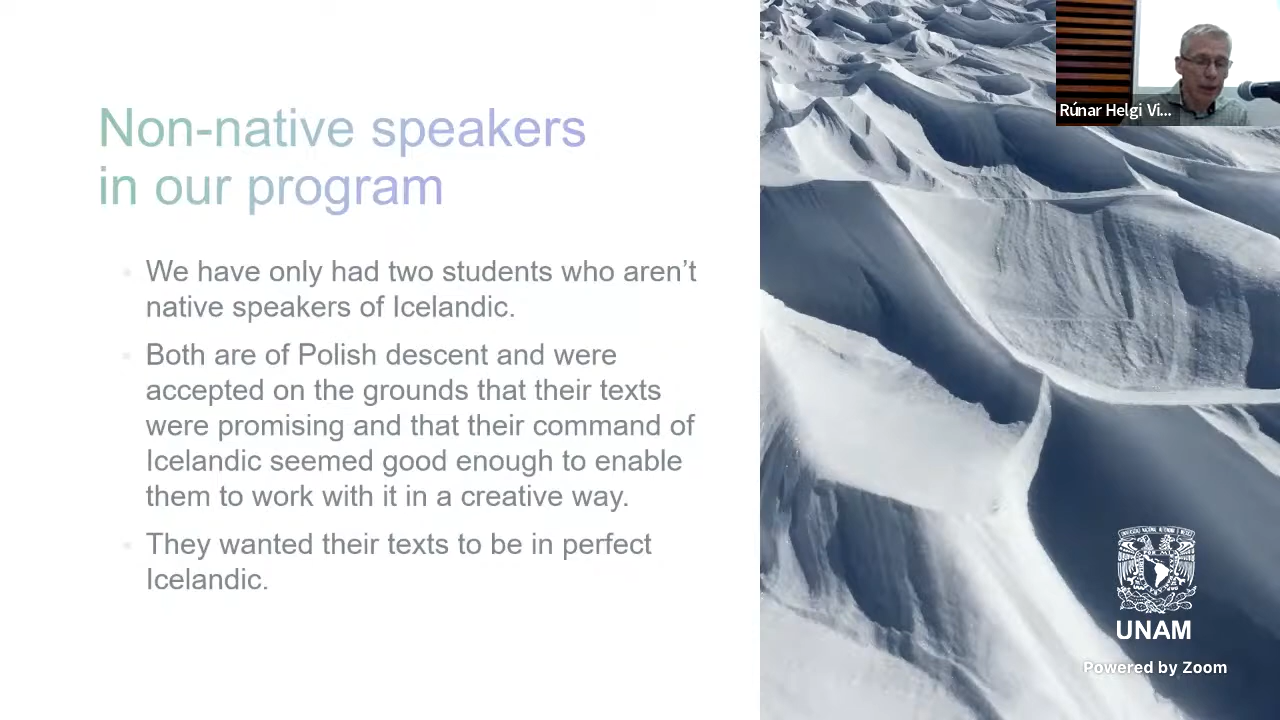 Non-native speakers
in our program
We have only had two students who aren’t
native speakers of Icelandic.
Both are of Polish descent and were
accepted on the grounds that their texts
were promising and that their command of
Icelandic seemed good enough to enable
them to work with it in a creative way.
They wanted their texts to be in perfect
Icelandic.
Rúnar Helgi Vi...
UNAM
Powered by Zoom